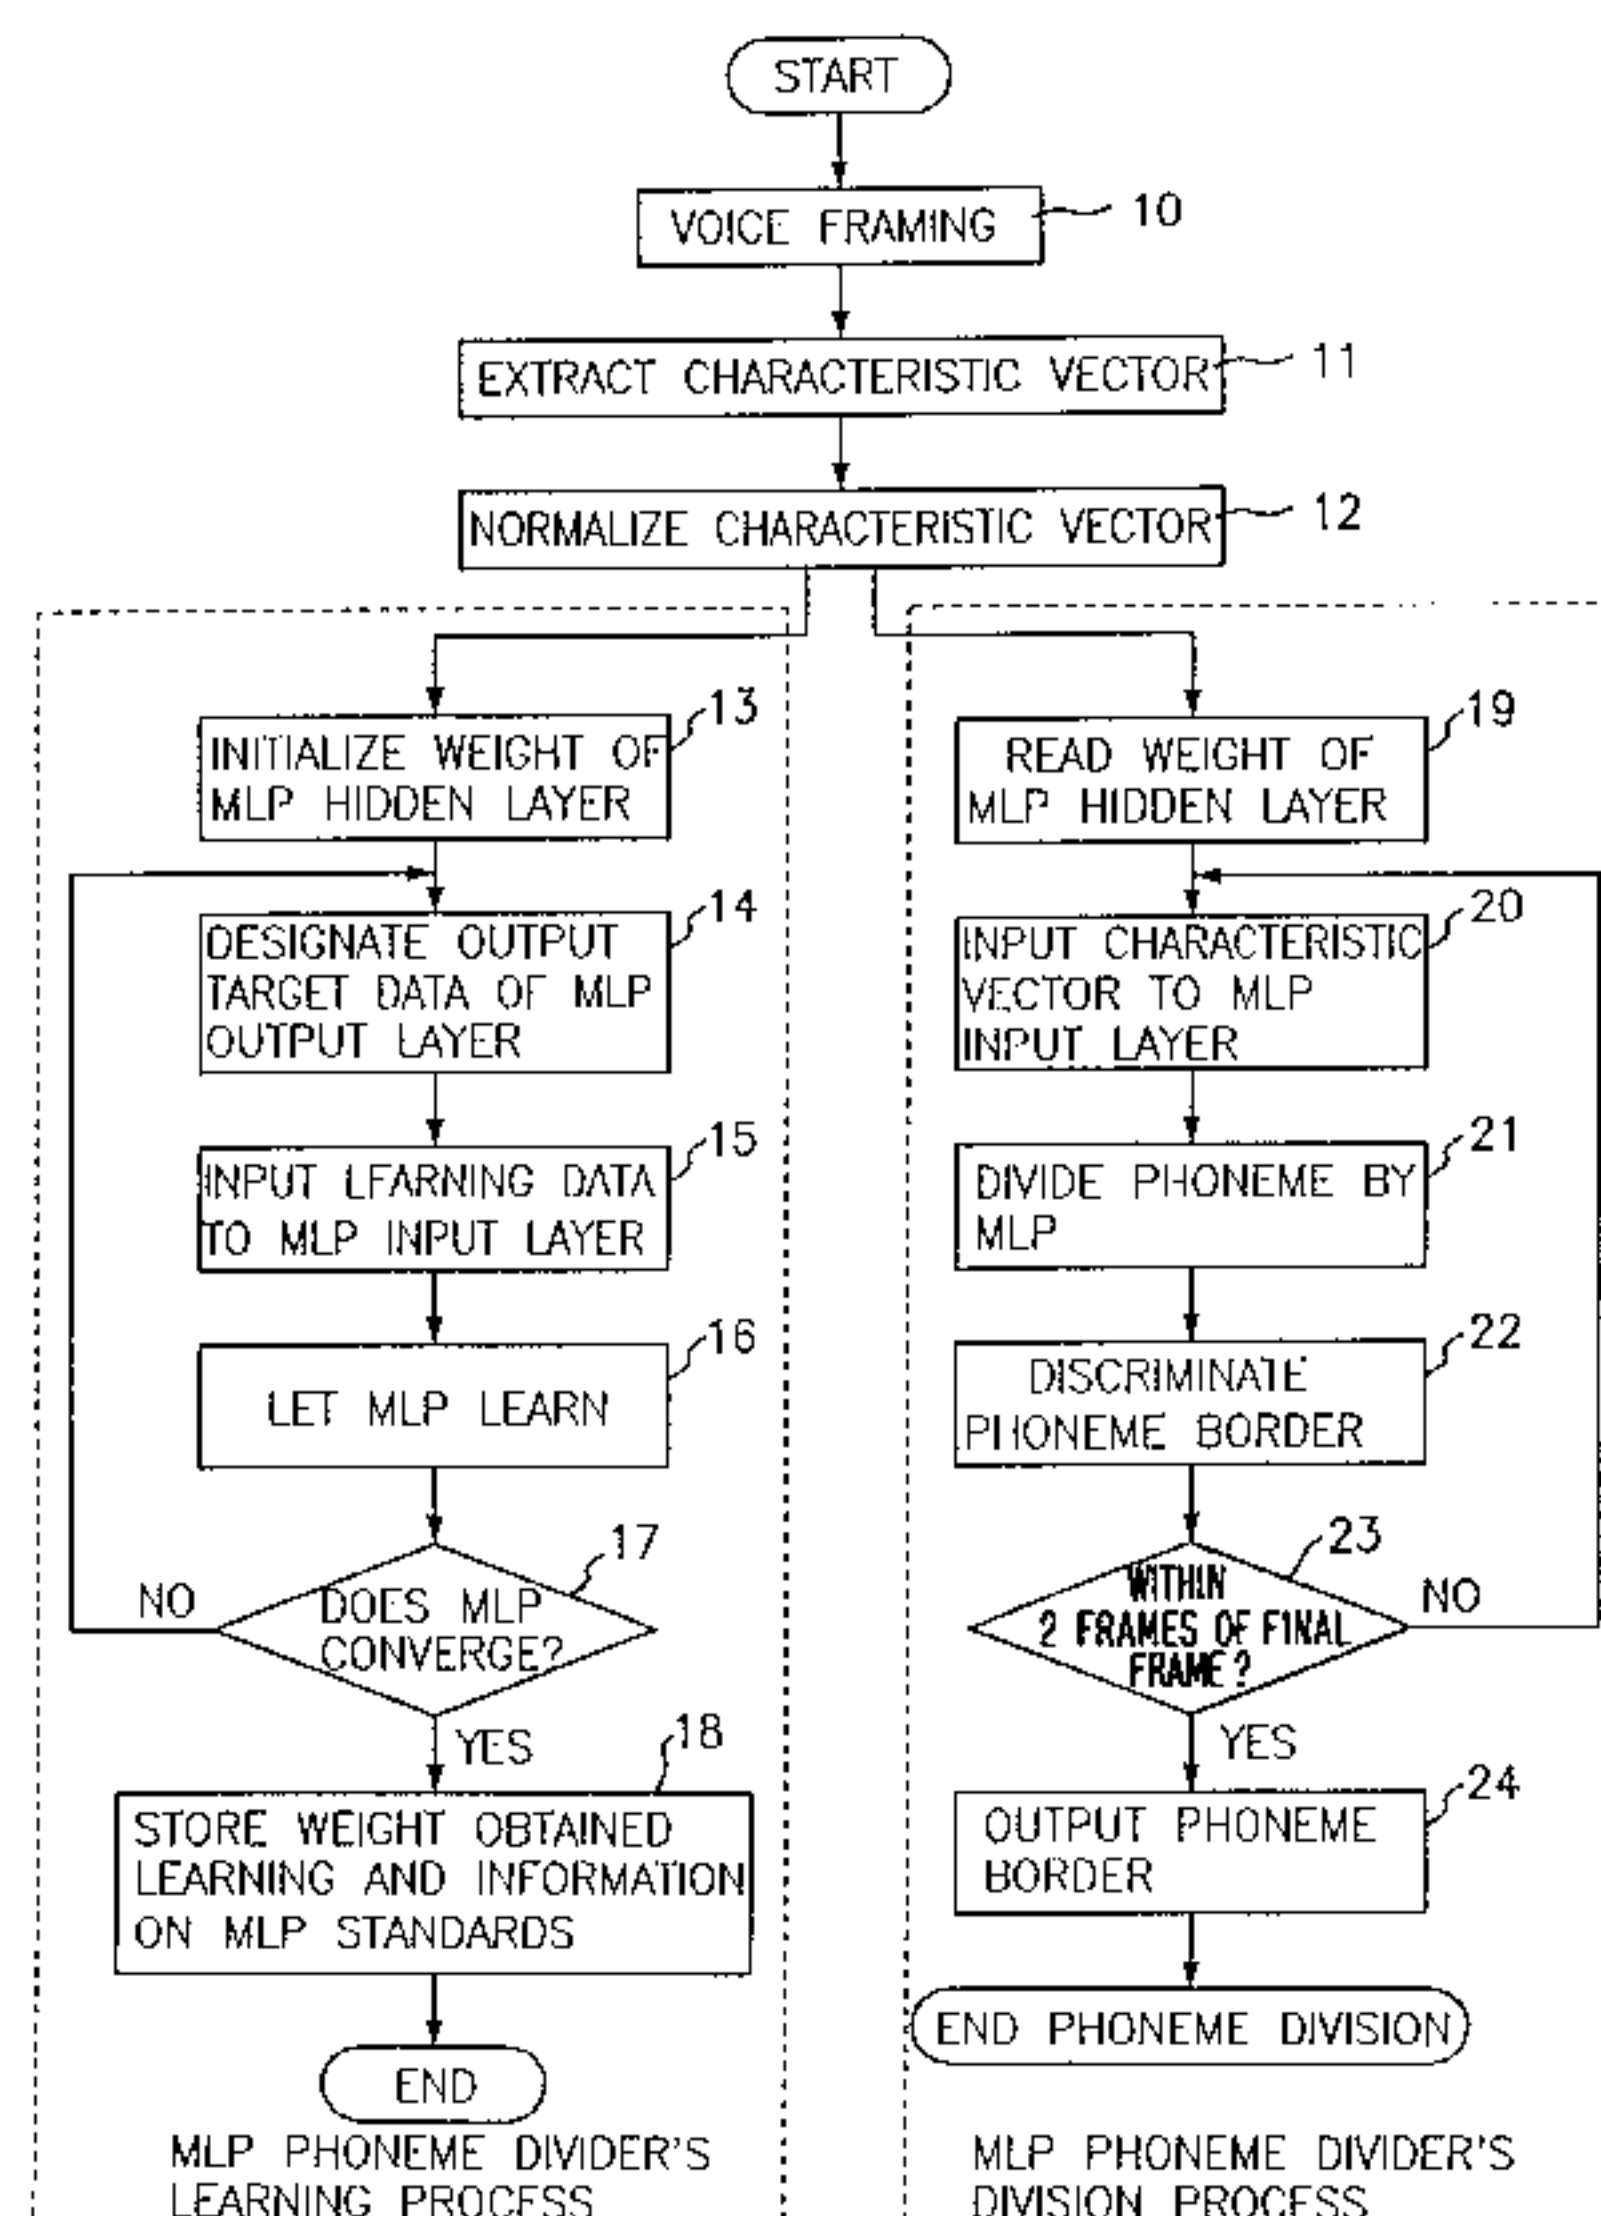 START
VOICE FRAMING
10
EXTRACT CHARACTERISTIC VECTOR
11
NORMALIZE CHARACTERISTIC VECTOR
12
13
INITIALIZE WEIGHT OF
MLP HIDDEN LAYER
14
DESIGNATE OUTPUT
TARGET DATA OF MLP
OUTPUT LAYER
15
INPUT LEARNING DATA
TO MLP INPUT LAYER
16
LET MLP LEARN
17
DOES MLP
CONVERGE?
NO
YES
18
STORE WEIGHT OBTAINED
LEARNING AND INFORMATION
ON MLP STANDARDS
END
MLP PHONEME DIVIDER'S
LEARNING PROCESS
19
READ WEIGHT OF
MLP HIDDEN LAYER
20
INPUT CHARACTERISTIC
VECTOR TO MLP
INPUT LAYER
21
DIVIDE PHONEME BY
MLP
22
DISCRIMINATE
PHONEME BORDER
23
WITHIN
2 FRAMES OF FINAL
FRAME?
NO
YES
24
OUTPUT PHONEME
BORDER
END PHONEME DIVISION
MLP PHONEME DIVIDER'S
DIVISION PROCESS